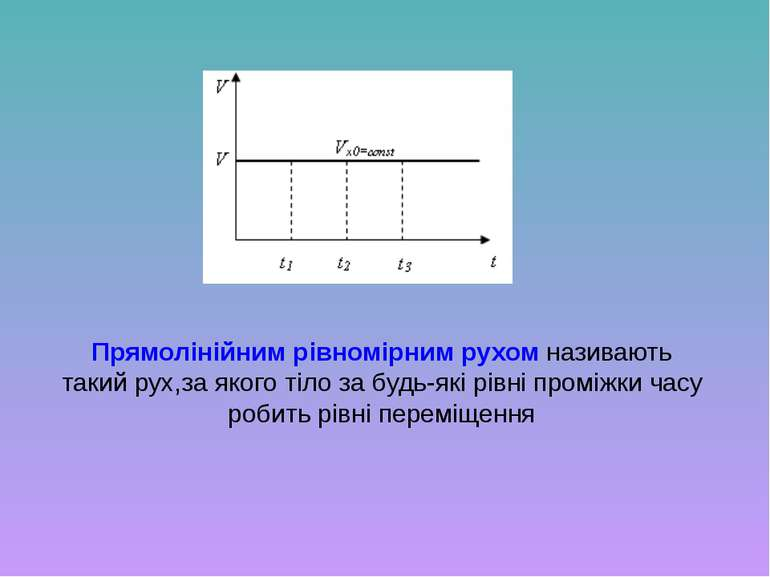 V
V
Vx0=const
t1 t2 t3 t
Прямолінійним рівномірним рухом називають
такий рух,за якого тіло за будь-які рівні проміжки часу
робить рівні переміщення